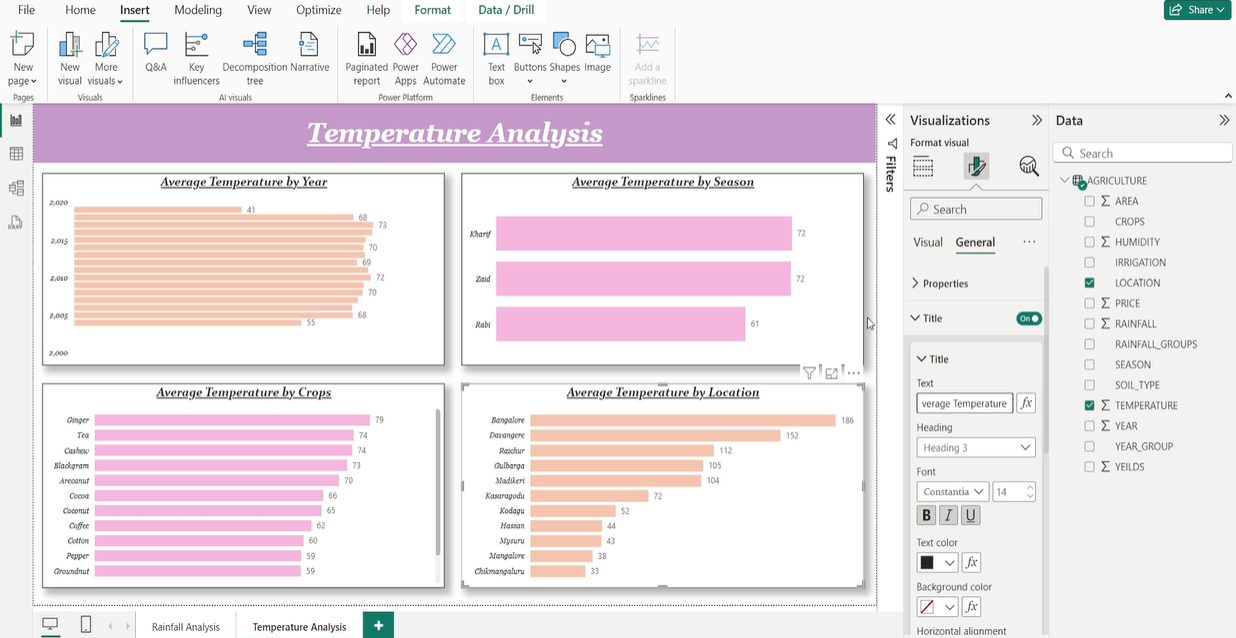 File Home Insert Modeling View Optimize Help Format Data / Drill Share
New page
New visual
More visuals
Q&A
Key influencers
Decomposition tree
Narrative
Paginated report
Power Apps
Power Automate
Text box
Buttons
Shapes
Image
Add a sparkline
Pages
Visuals
AI visuals
Power Platform
Elements
Sparklines
Temperature Analysis
Average Temperature by Year
2,020
2,015
2,010
2,005
2,000
41
68
73
70
69
72
70
68
55
Average Temperature by Season
Kharif 72
Zaid 72
Rabi 61
Average Temperature by Crops
Ginger 79
Tea 74
Cashew 74
Blackgram 73
Arecanut 70
Cocoa 66
Coconut 65
Coffee 62
Cotton 60
Pepper 59
Groundnut 59
Average Temperature by Location
Bangalore 186
Davangere 152
Raichur 112
Gulbarga 105
Madikeri 104
Kasaragodu 72
Kodagu 52
Hassan 44
Mysuru 43
Mangalore 38
Chikmangaluru 33
Filters
Visualizations
Format visual
Search
Visual General
Properties
Title On
Title
Text
verage Temperature fx
Heading
Heading 3
Font
Constantia 14
B I U
Text color
fx
Background color
fx
Horizontal alignment
Data
Search
AGRICULTURE
Σ AREA
CROPS
Σ HUMIDITY
IRRIGATION
LOCATION
Σ PRICE
Σ RAINFALL
RAINFALL_GROUPS
SEASON
SOIL_TYPE
Σ TEMPERATURE
Σ YEAR
YEAR_GROUP
Σ YEILDS
Rainfall Analysis Temperature Analysis +